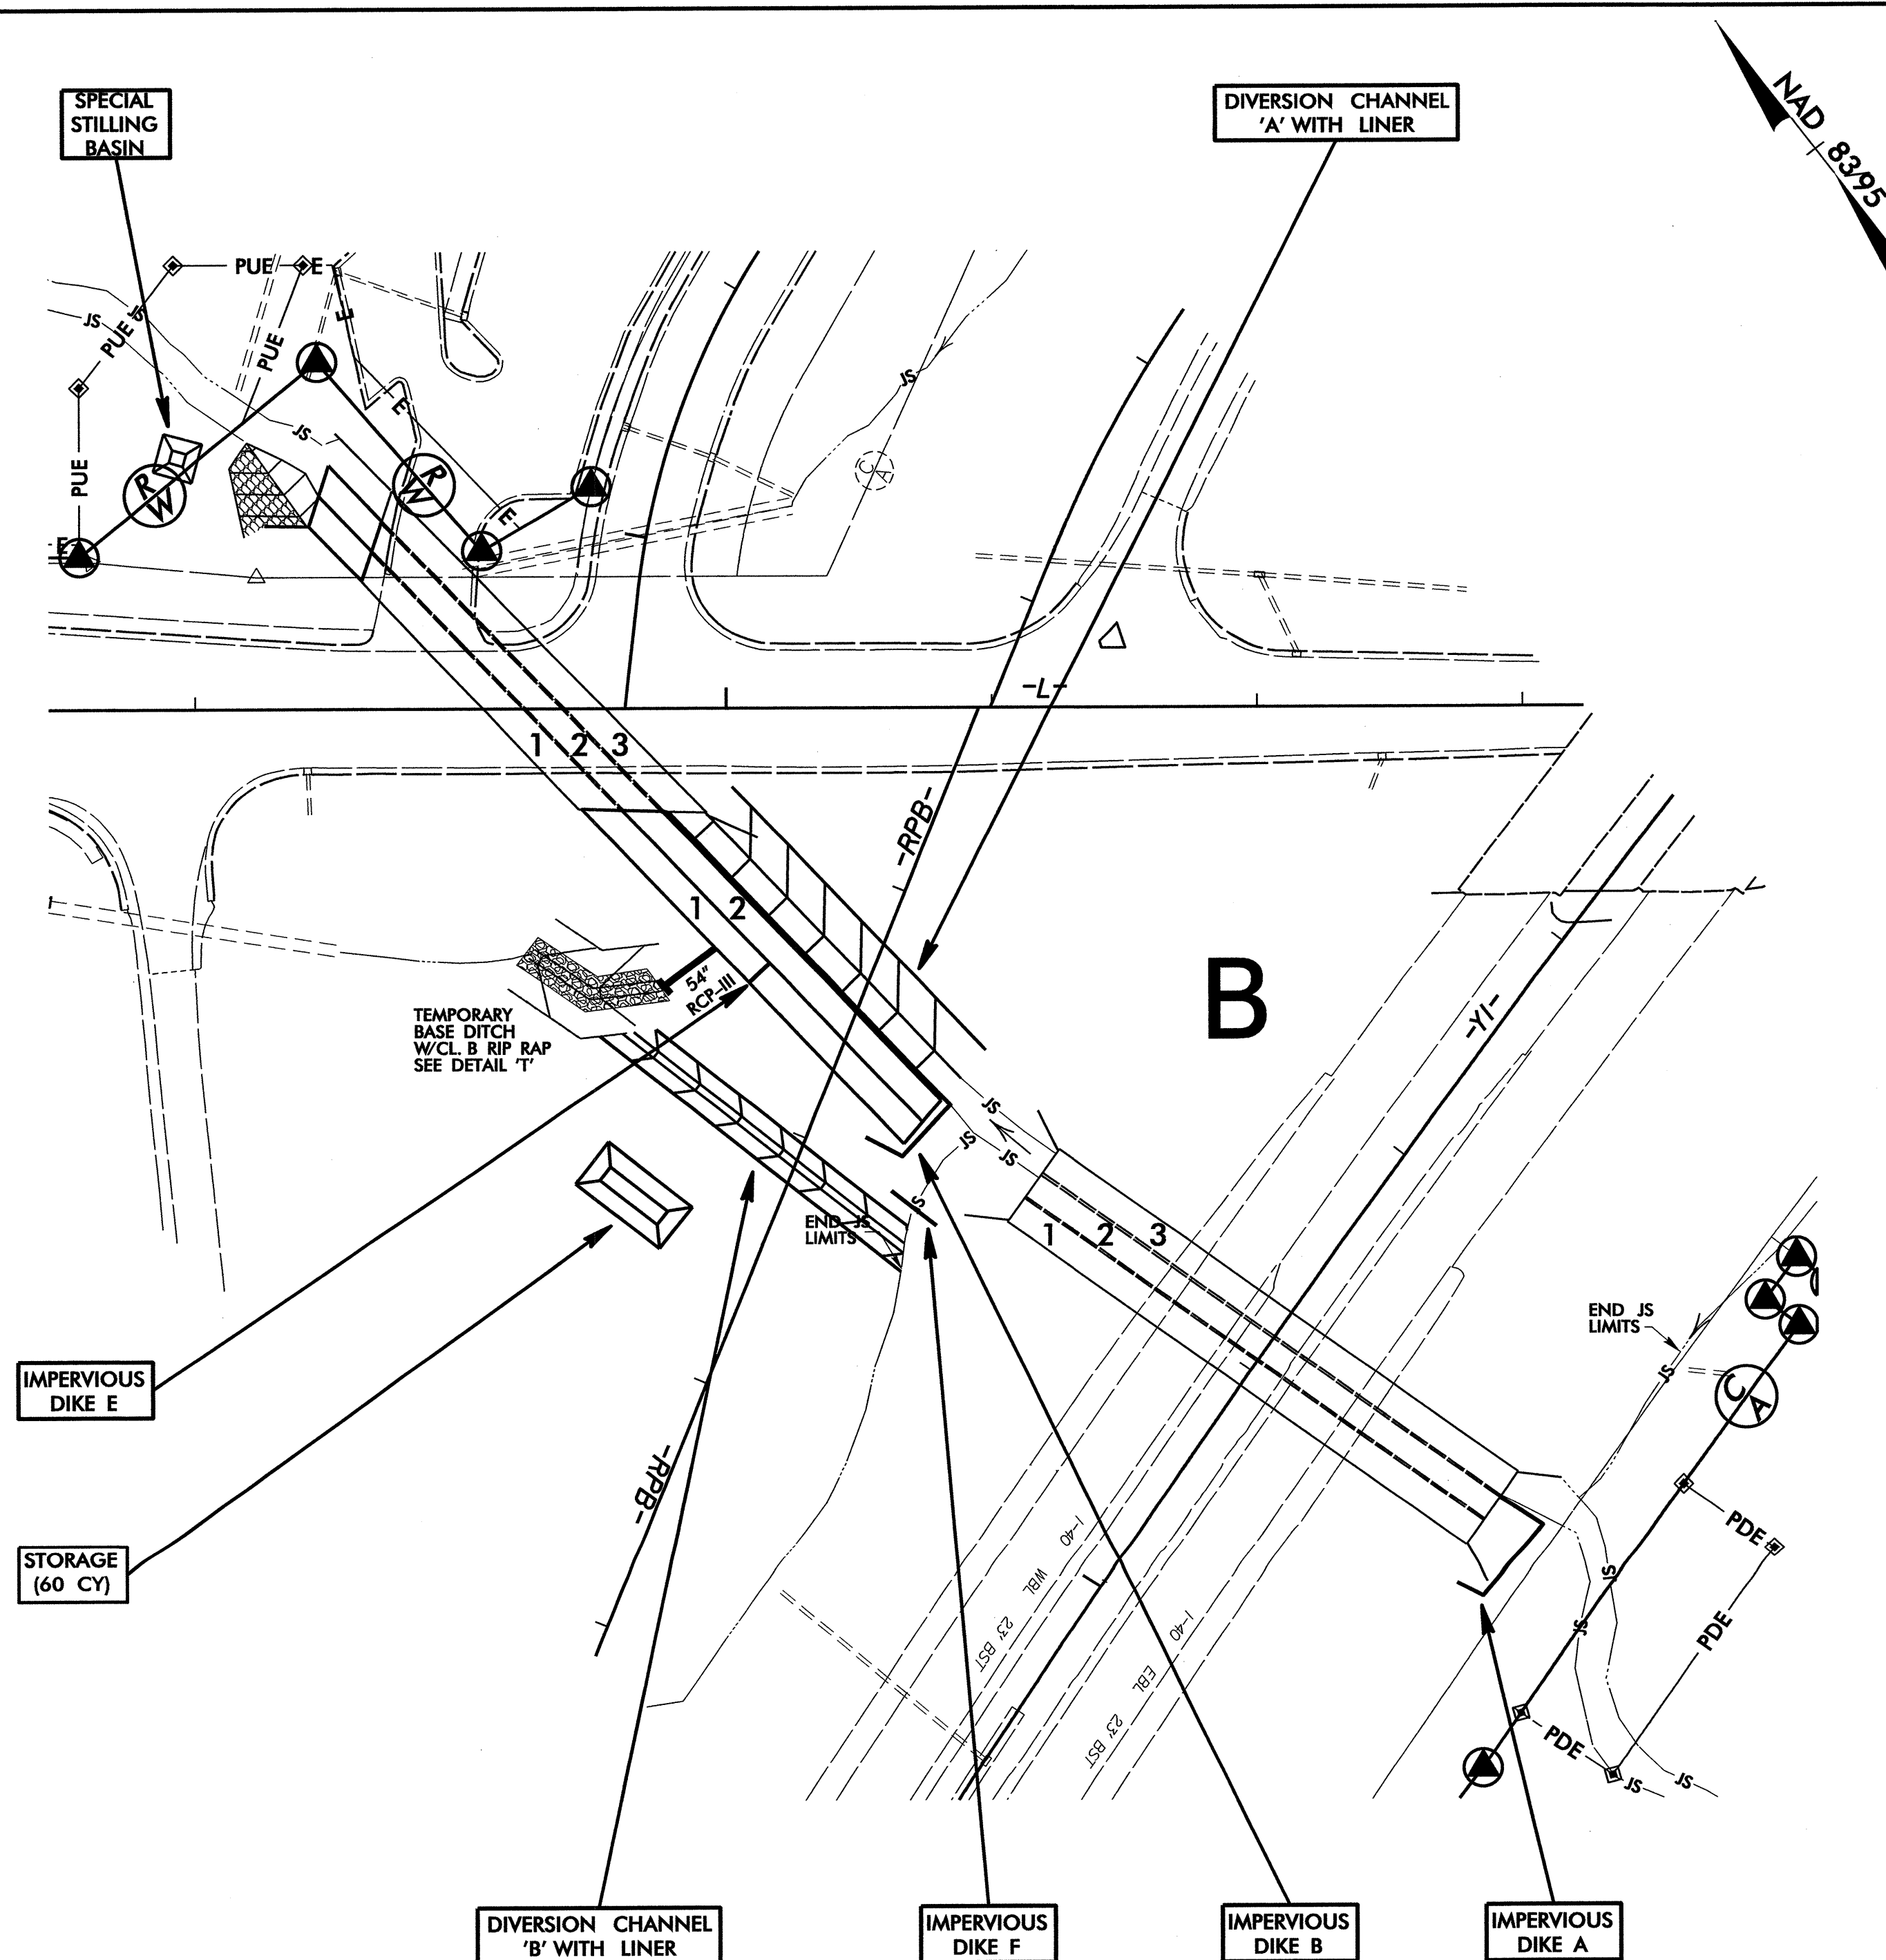 SPECIAL
STILLING
BASIN
DIVERSION CHANNEL
'A' WITH LINER
NAD 83/95
PUE
E
JS
JS
PUE
PUE
E
E
JS
JS
PUE
R
W
R
W
E
C
A
E
-L-
1 2 3
-RPB-
1 2
B
54"
RCP-III
-Y1-
TEMPORARY
BASE DITCH
W/CL. B RIP RAP
SEE DETAIL 'T'
JS
JS
JS
S
END JS
LIMITS
1 2 3
END JS
LIMITS
JS
C
A
IMPERVIOUS
DIKE E
-RPB-
PDE
I-40
WBL
23' BST
I-40
EBL
23' BST
JS
JS
PDE
STORAGE
(60 CY)
PDE
JS
JS
DIVERSION CHANNEL
'B' WITH LINER
IMPERVIOUS
DIKE F
IMPERVIOUS
DIKE B
IMPERVIOUS
DIKE A